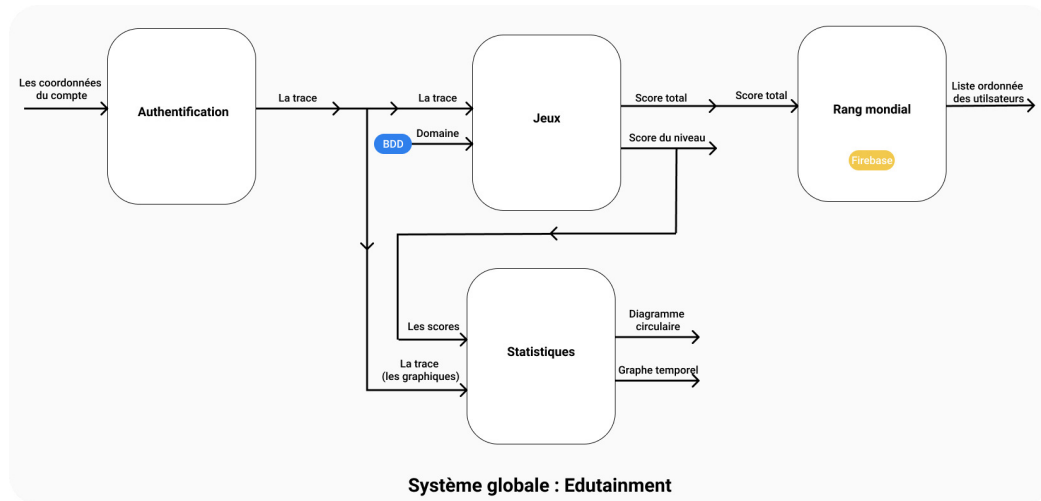 Les coordonnées
du compte
Authentification
La trace
La trace
BDD
Domaine
Jeux
Score total
Score du niveau
Score total
Rang mondial
Firebase
Liste ordonnée
des utilsateurs
Les scores
La trace
(les graphiques)
Statistiques
Diagramme
circulaire
Graphe temporel
Système globale : Edutainment